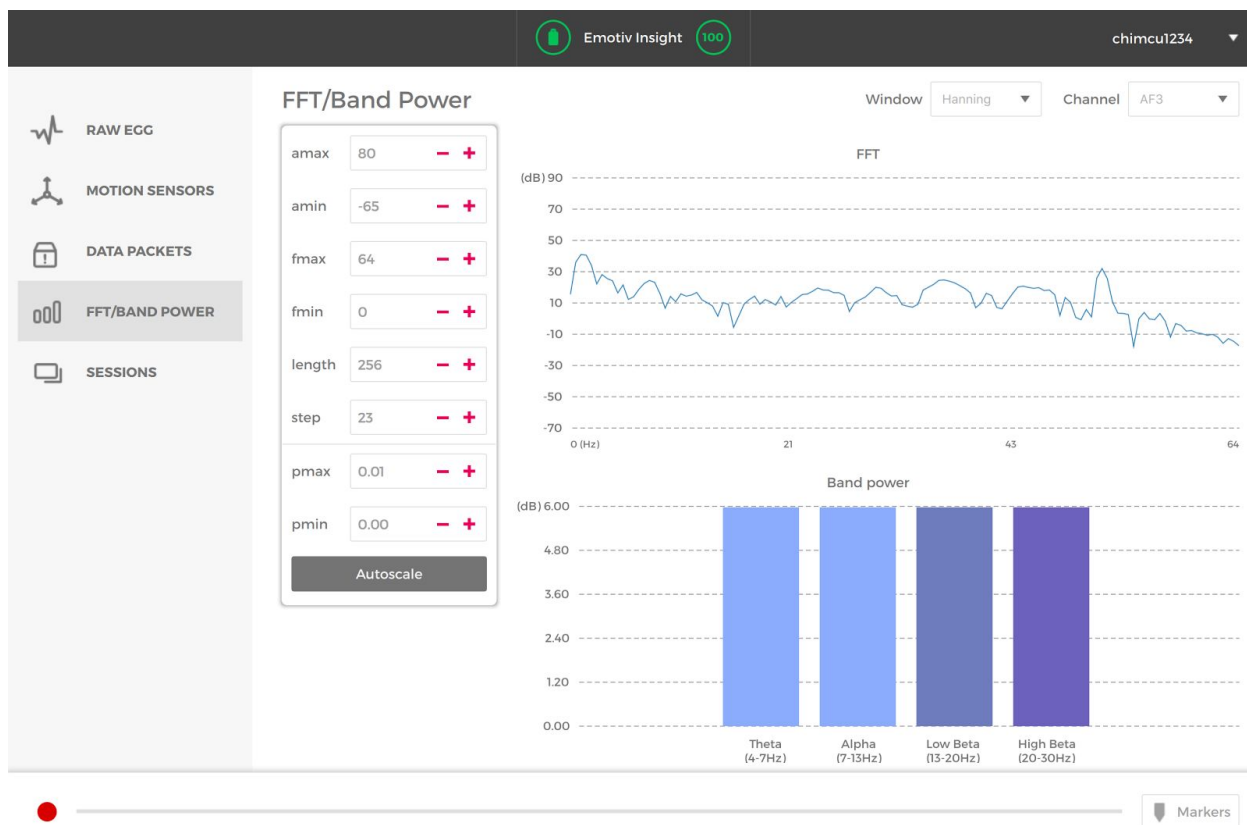 Emotiv Insight 100
chimcu1234
RAW EGG
MOTION SENSORS
DATA PACKETS
FFT/BAND POWER
SESSIONS
FFT/Band Power
Window Hanning
Channel AF3
amax 80
amin -65
fmax 64
fmin 0
length 256
step 23
pmax 0.01
pmin 0.00
Autoscale
FFT
(dB) 90
70
50
30
10
-10
-30
-50
-70
0 (Hz) 21 43 64
Band power
(dB) 6.00
4.80
3.60
2.40
1.20
0.00
Theta
(4-7Hz)
Alpha
(7-13Hz)
Low Beta
(13-20Hz)
High Beta
(20-30Hz)
Markers